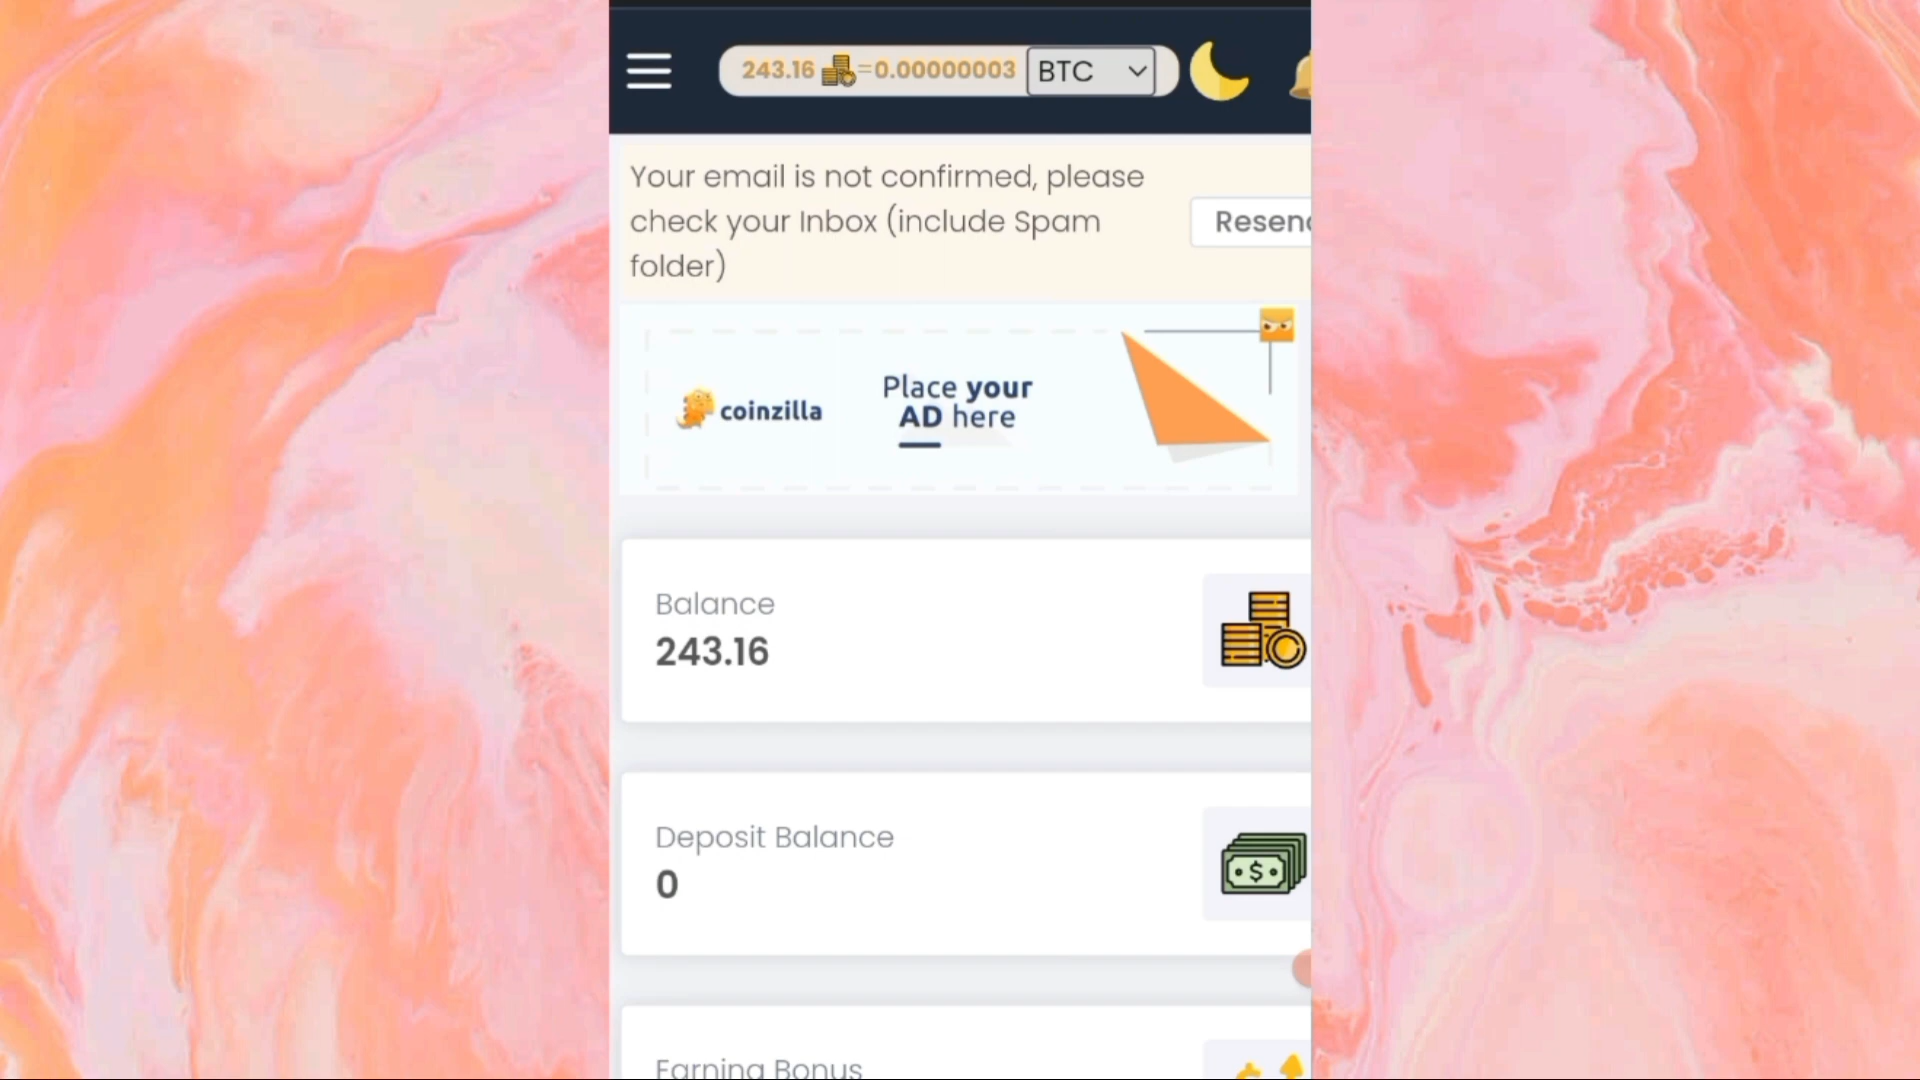 243.16 =0.00000003 BTC
Your email is not confirmed, please
check your Inbox (include Spam
folder)
Resend
coinzilla
Place your
AD here
Balance
243.16
Deposit Balance
0
Earning Bonus